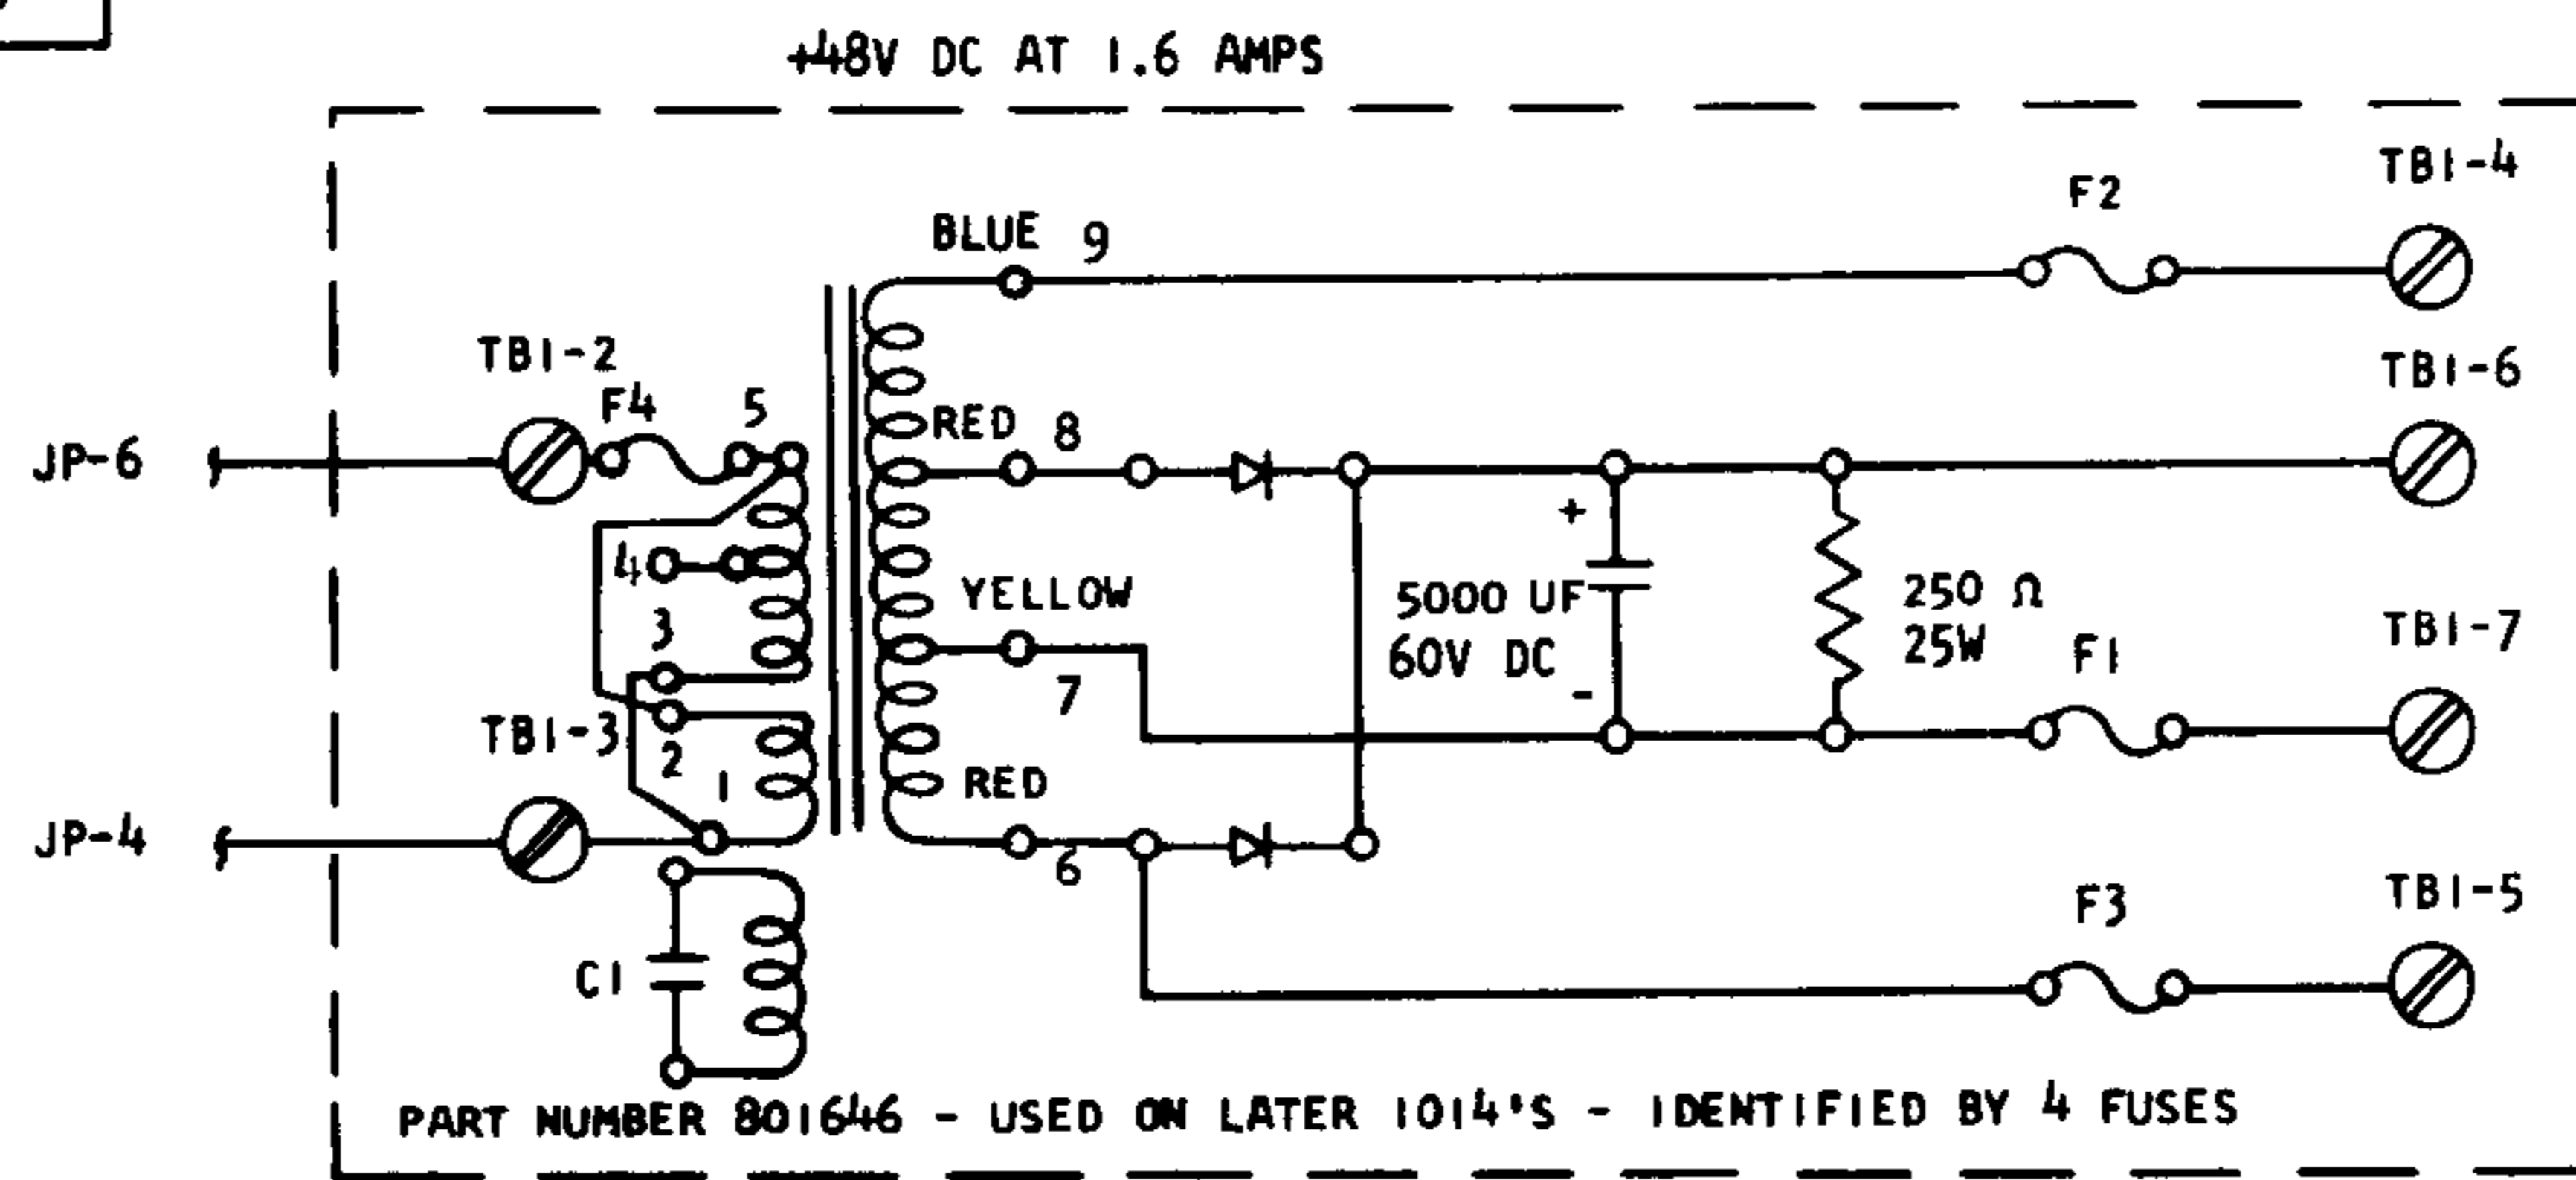 +48V DC AT 1.6 AMPS
TB1-4
F2
BLUE 9
TB1-2
TB1-6
F4
5
RED 8
JP-6
+
4
YELLOW
5000 UF
60V DC
250 Ω
25W
3
TB1-7
F1
-
7
TB1-3
2
1
RED
JP-4
6
F3
TB1-5
C1
PART NUMBER 801646 - USED ON LATER 1014'S - IDENTIFIED BY 4 FUSES